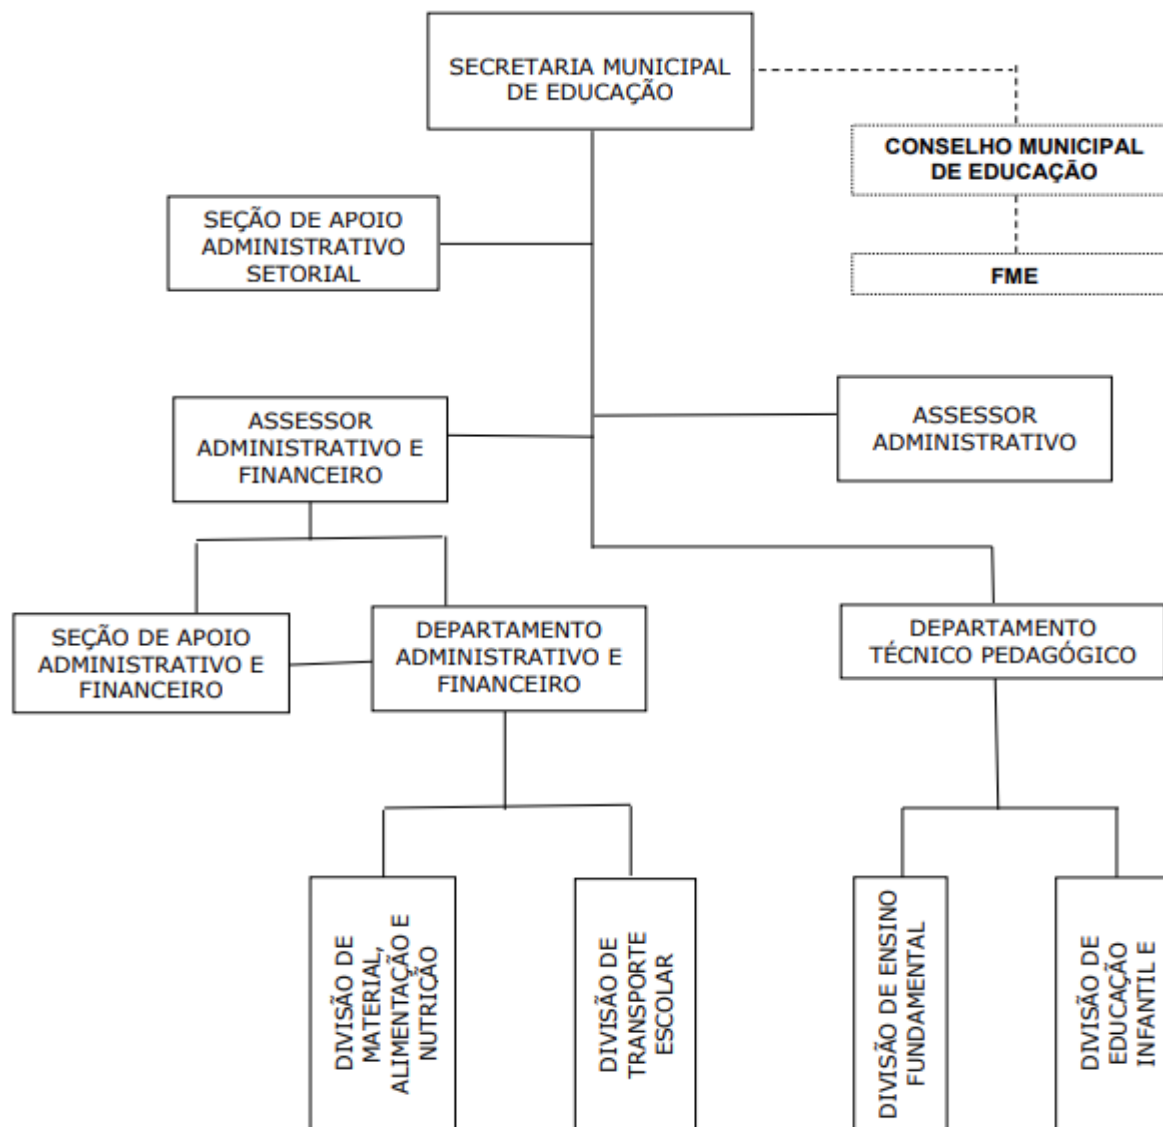 SECRETARIA MUNICIPAL
DE EDUCAÇÃO
CONSELHO MUNICIPAL
DE EDUCAÇÃO
SEÇÃO DE APOIO
ADMINISTRATIVO
SETORIAL
FME
ASSESSOR
ADMINISTRATIVO E
FINANCEIRO
ASSESSOR
ADMINISTRATIVO
SEÇÃO DE APOIO
ADMINISTRATIVO E
FINANCEIRO
DEPARTAMENTO
ADMINISTRATIVO E
FINANCEIRO
DEPARTAMENTO
TÉCNICO PEDAGÓGICO
DIVISÃO DE
MATERIAL,
ALIMENTAÇÃO E
NUTRIÇÃO
DIVISÃO DE
TRANSPORTE
ESCOLAR
DIVISÃO DE ENSINO
FUNDAMENTAL
DIVISÃO DE
EDUCAÇÃO
INFANTIL E